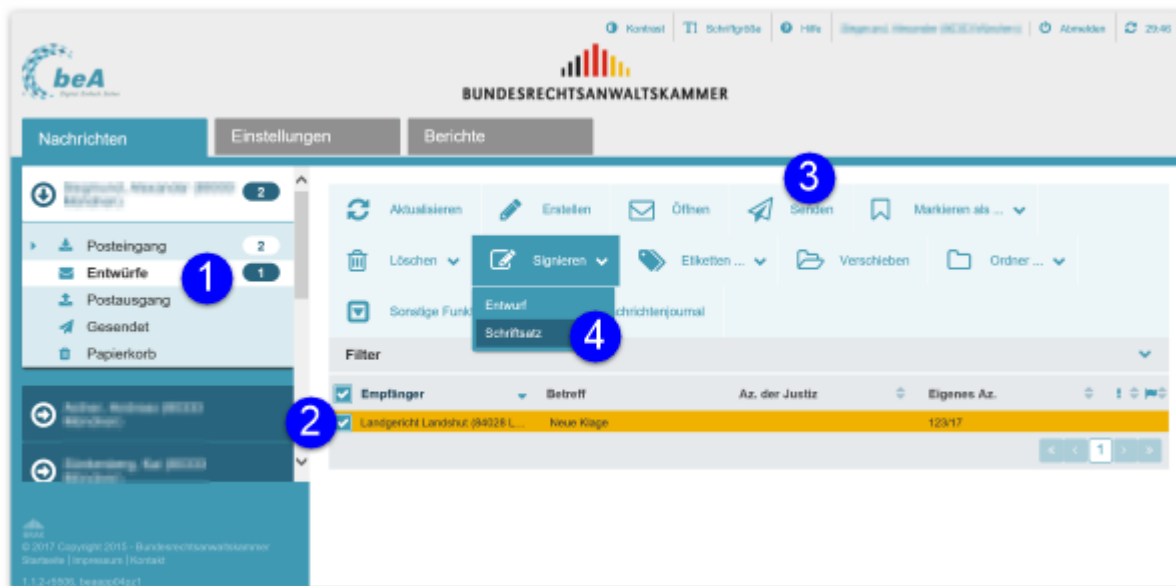 Kontrast TI Schriftgröße Hilfe Abmelden 29:46
beA
BUNDESRECHTSANWALTSKAMMER
Nachrichten Einstellungen Berichte
3
2
Aktualisieren Erstellen Öffnen Senden Markieren als ...
Posteingang 2
Löschen Signieren Etiketten ... Verschieben Ordner ...
Entwürfe 1 1
Postausgang
Sonstige Funkt Entwurf chrichtenjournal
Gesendet
Schriftsatz 4
Papierkorb
Filter
Empfänger Betreff Az. der Justiz Eigenes Az. !
2 Landgericht Landshut (84028 L... Neue Klage 123/17
« ‹ 1 › »
BRAK
© 2017 Copyright 2015 - Bundesrechtsanwaltskammer
Startseite | Impressum | Kontakt